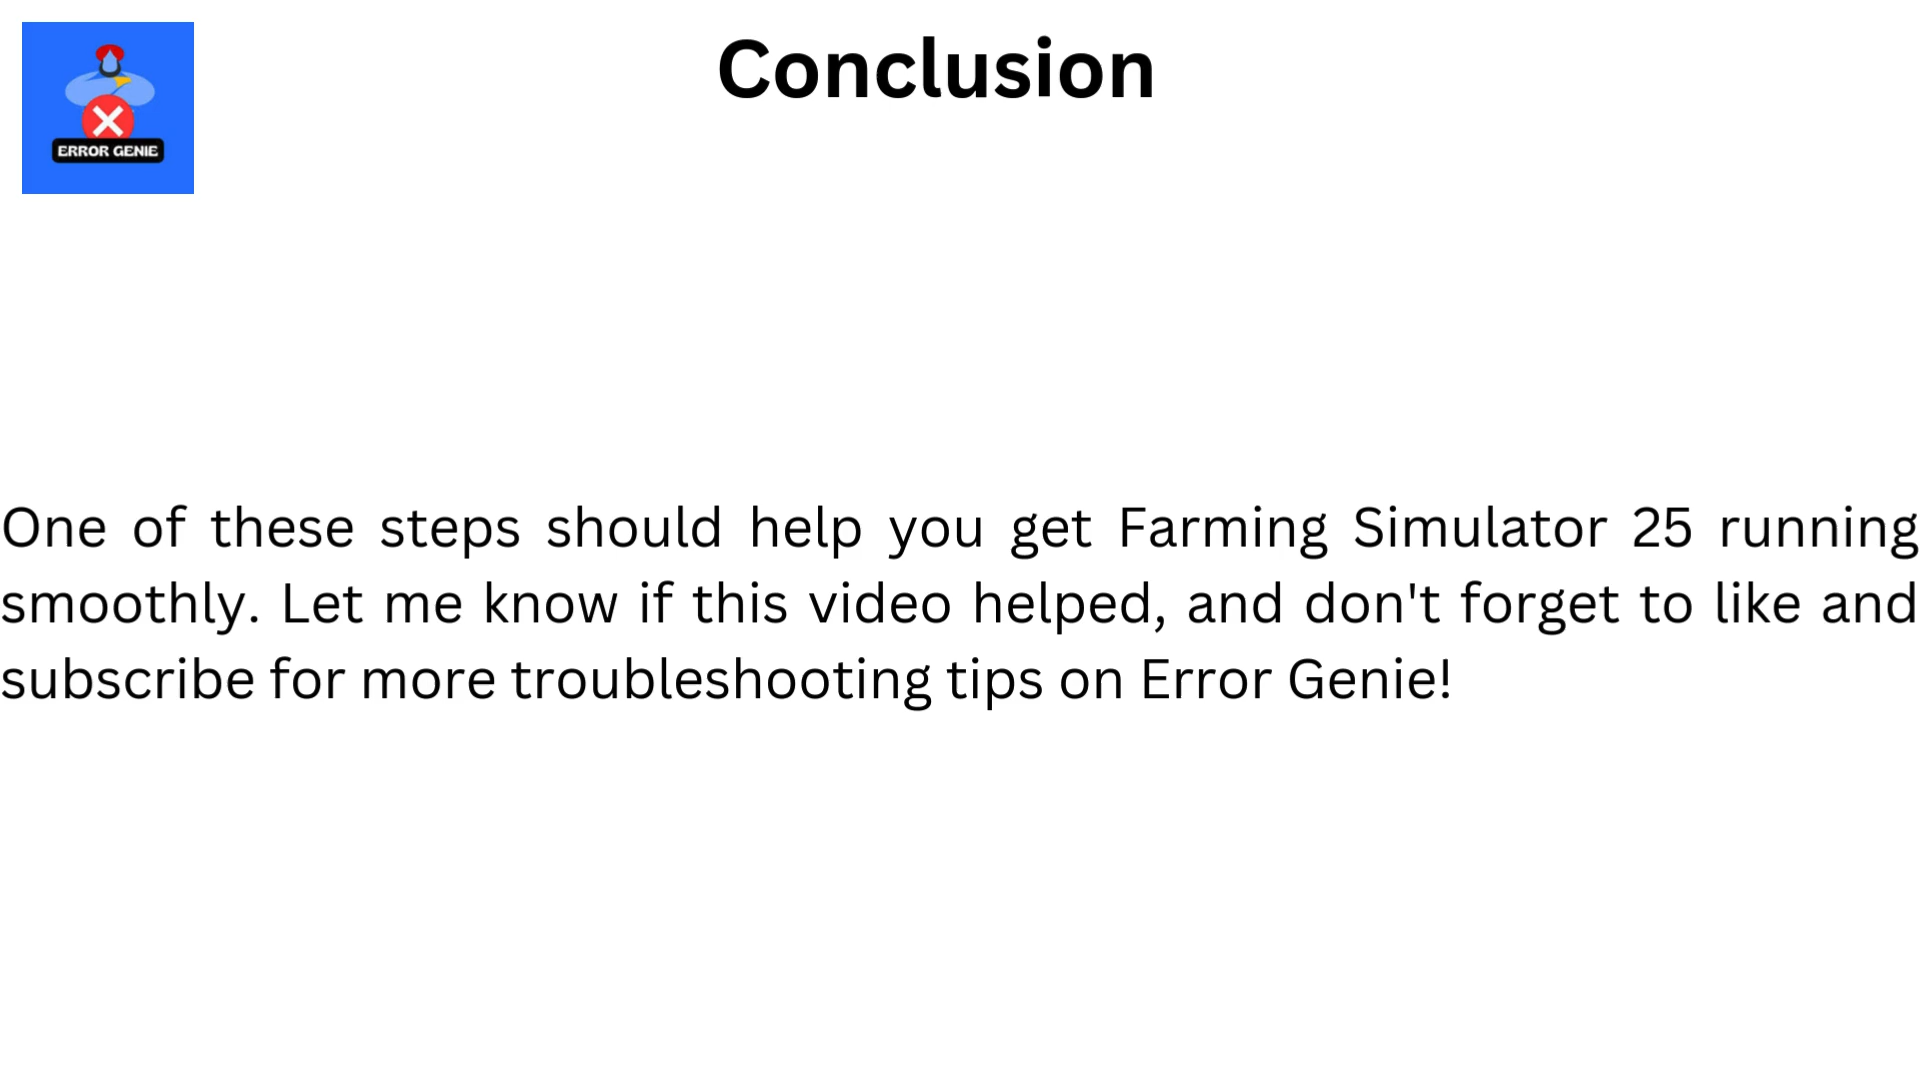 Conclusion
ERROR GENIE
One of these steps should help you get Farming Simulator 25 running
smoothly. Let me know if this video helped, and don't forget to like and
subscribe for more troubleshooting tips on Error Genie!